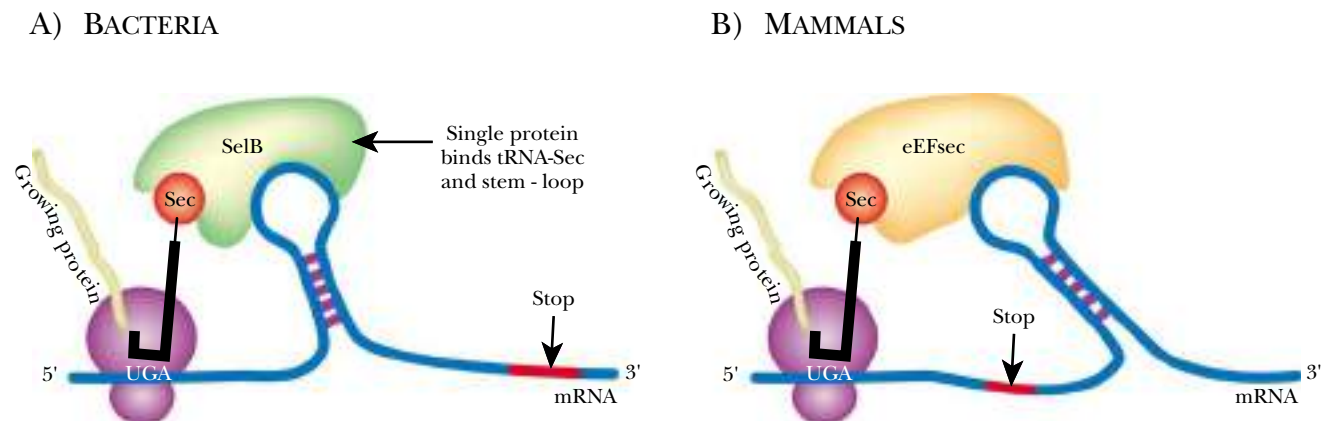 A) BACTERIA
SelB
Single protein
binds tRNA-Sec
and stem - loop
Sec
Growing protein
Stop
UGA
5'
3'
mRNA
B) MAMMALS
eEFsec
Sec
Growing protein
Stop
UGA
5'
3'
mRNA